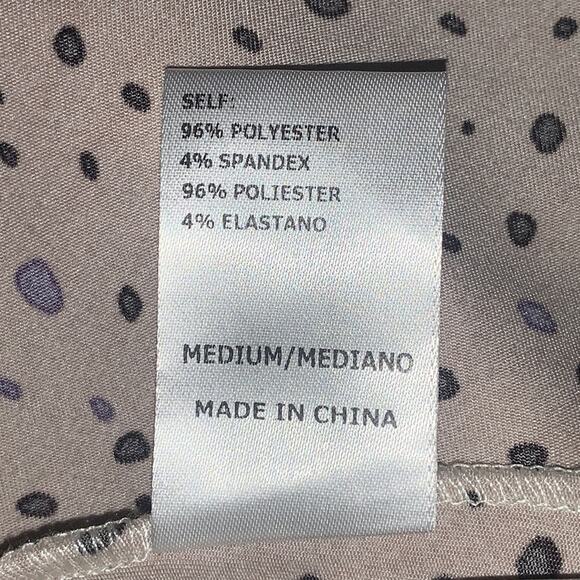 SELF:
96% POLYESTER
4% SPANDEX
96% POLIESTER
4% ELASTANO
MEDIUM/MEDIANO
MADE IN CHINA